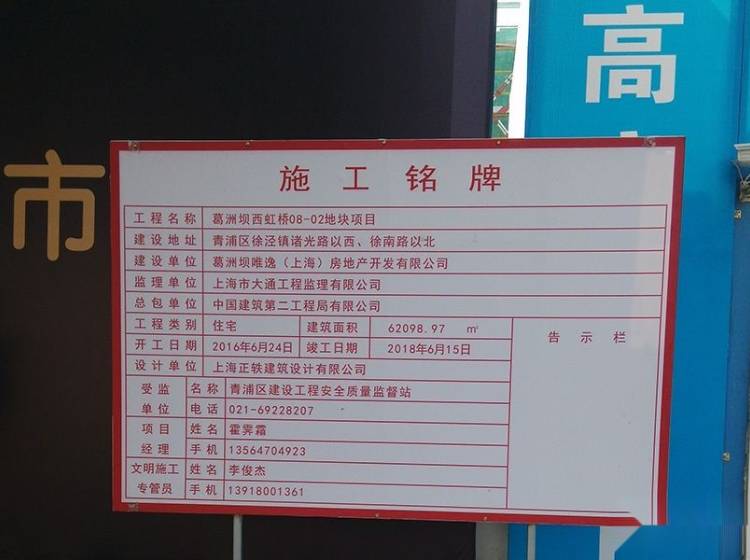 高
市
施工铭牌
工程名称 葛洲坝西虹桥08-02地块项目
建设地址 青浦区徐泾镇诸光路以西、徐南路以北
建设单位 葛洲坝唯逸（上海）房地产开发有限公司
监理单位 上海市大通工程监理有限公司
总包单位 中国建筑第二工程局有限公司
工程类别 住宅 建筑面积 62098.97 ㎡
开工日期 2016年6月24日 竣工日期 2018年6月15日
设计单位 上海正轶建筑设计有限公司
告示栏
受监单位 名称 青浦区建设工程安全质量监督站
电话 021-69228207
项目经理 姓名 霍霁霜
手机 13564704923
文明施工专管员 姓名 李俊杰
手机 13918001361